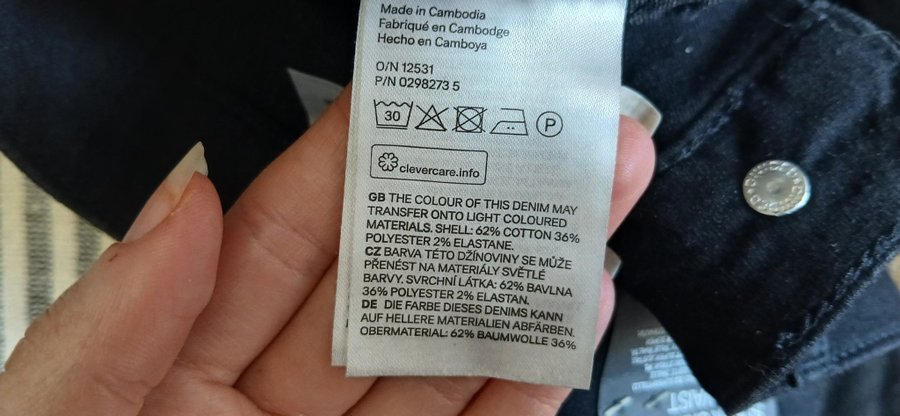 Made in Cambodia
Fabriqué en Cambodge
Hecho en Camboya
O/N 12531
P/N 0298273 5
30
P
clevercare.info
GB THE COLOUR OF THIS DENIM MAY
TRANSFER ONTO LIGHT COLOURED
MATERIALS. SHELL: 62% COTTON 36%
POLYESTER 2% ELASTANE.
CZ BARVA TÉTO DŽÍNOVINY SE MŮŽE
PŘENÉST NA MATERIÁLY SVĚTLÉ
BARVY. SVRCHNÍ LÁTKA: 62% BAVLNA
36% POLYESTER 2% ELASTAN.
DE DIE FARBE DIESES DENIMS KANN
AUF HELLERE MATERIALIEN ABFÄRBEN.
OBERMATERIAL: 62% BAUMWOLLE 36%
WAIST